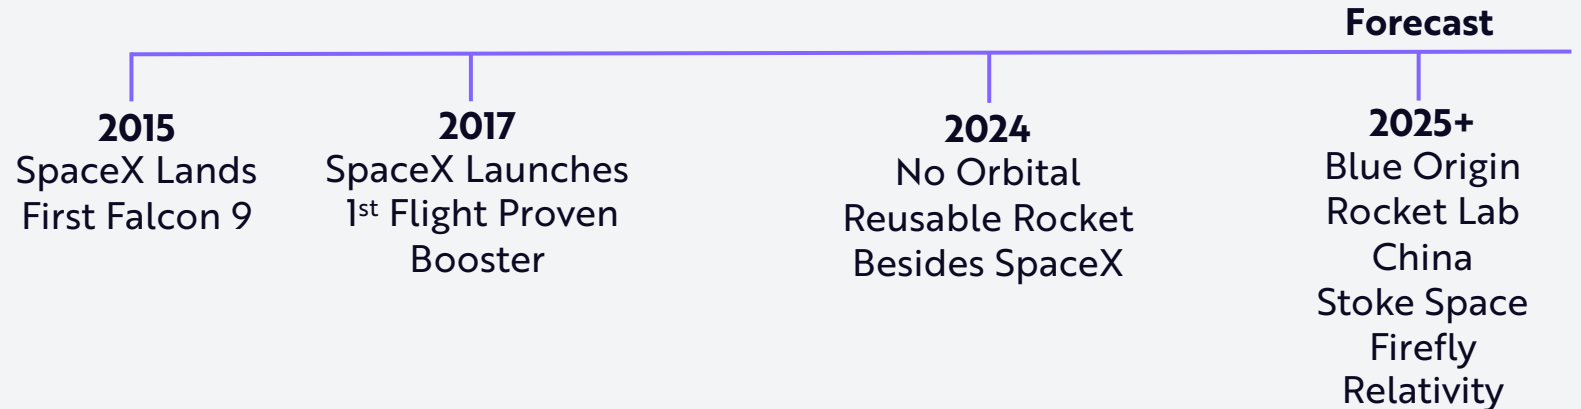 Forecast
2015
SpaceX Lands
First Falcon 9
2017
SpaceX Launches
1st Flight Proven
Booster
2024
No Orbital
Reusable Rocket
Besides SpaceX
2025+
Blue Origin
Rocket Lab
China
Stoke Space
Firefly
Relativity